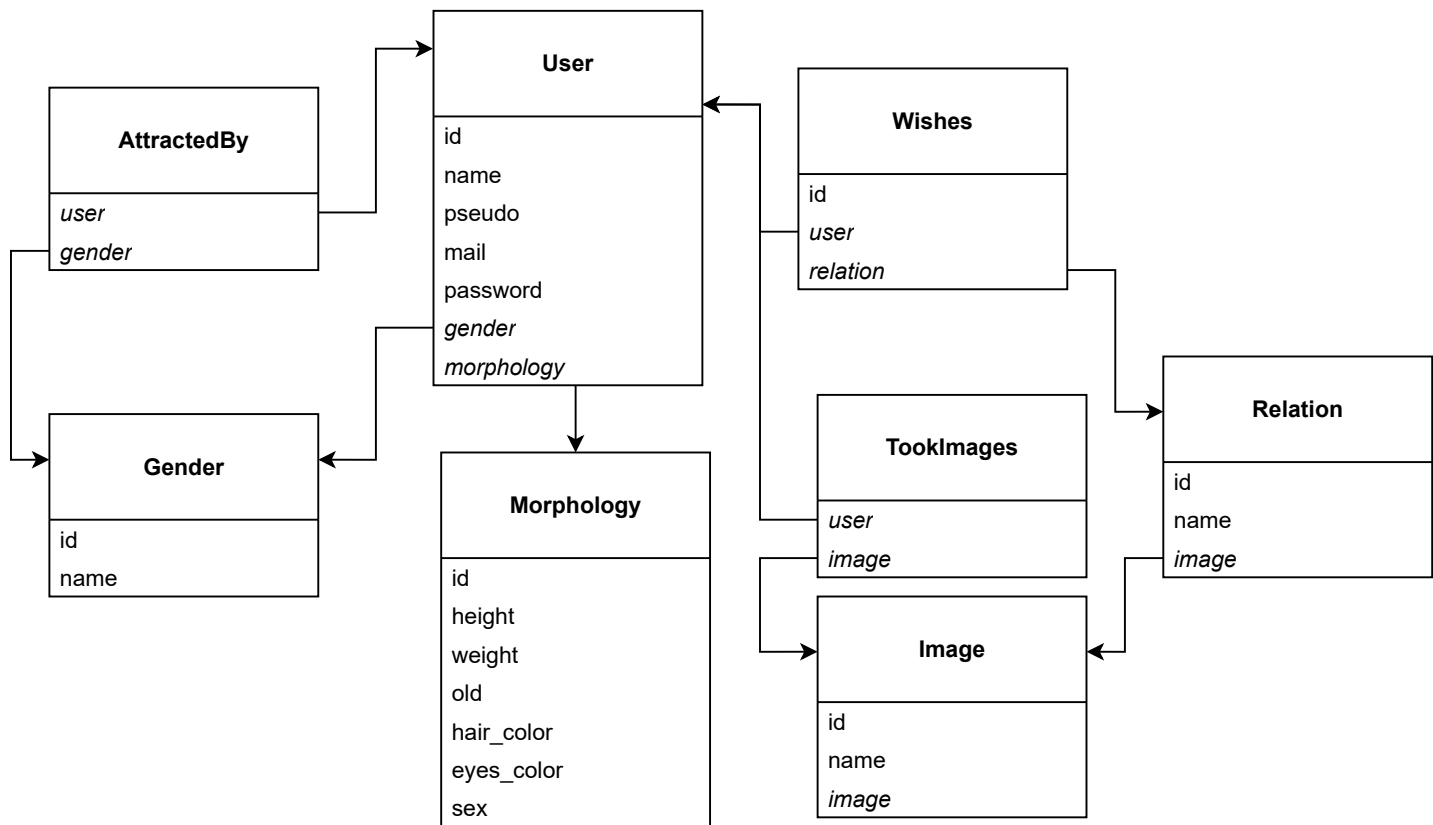 User
id
name
pseudo
mail
password
gender
morphology
AttractedBy
user
gender
Wishes
id
user
relation
Gender
id
name
Morphology
id
height
weight
old
hair_color
eyes_color
sex
TookImages
user
image
Relation
id
name
image
Image
id
name
image